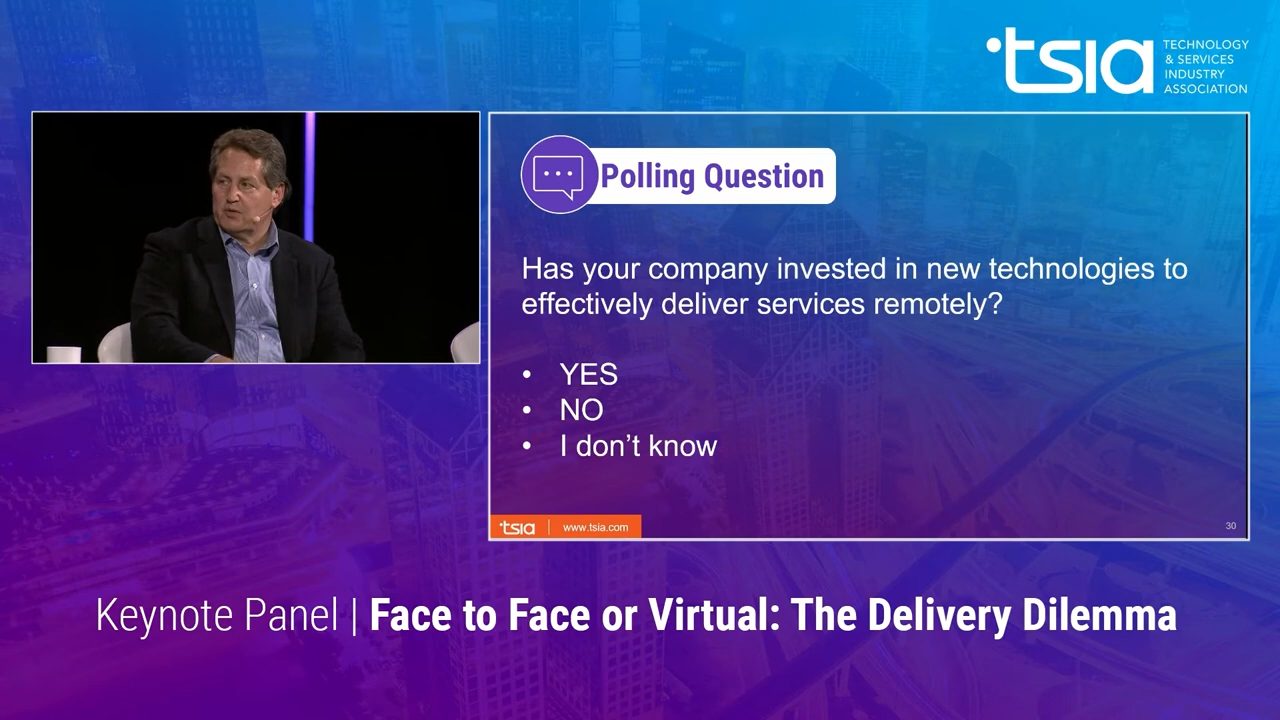 tsia
TECHNOLOGY
& SERVICES
INDUSTRY
ASSOCIATION
Polling Question
Has your company invested in new technologies to
effectively deliver services remotely?
• YES
• NO
• I don’t know
tsia | www.tsia.com
30
Keynote Panel | Face to Face or Virtual: The Delivery Dilemma